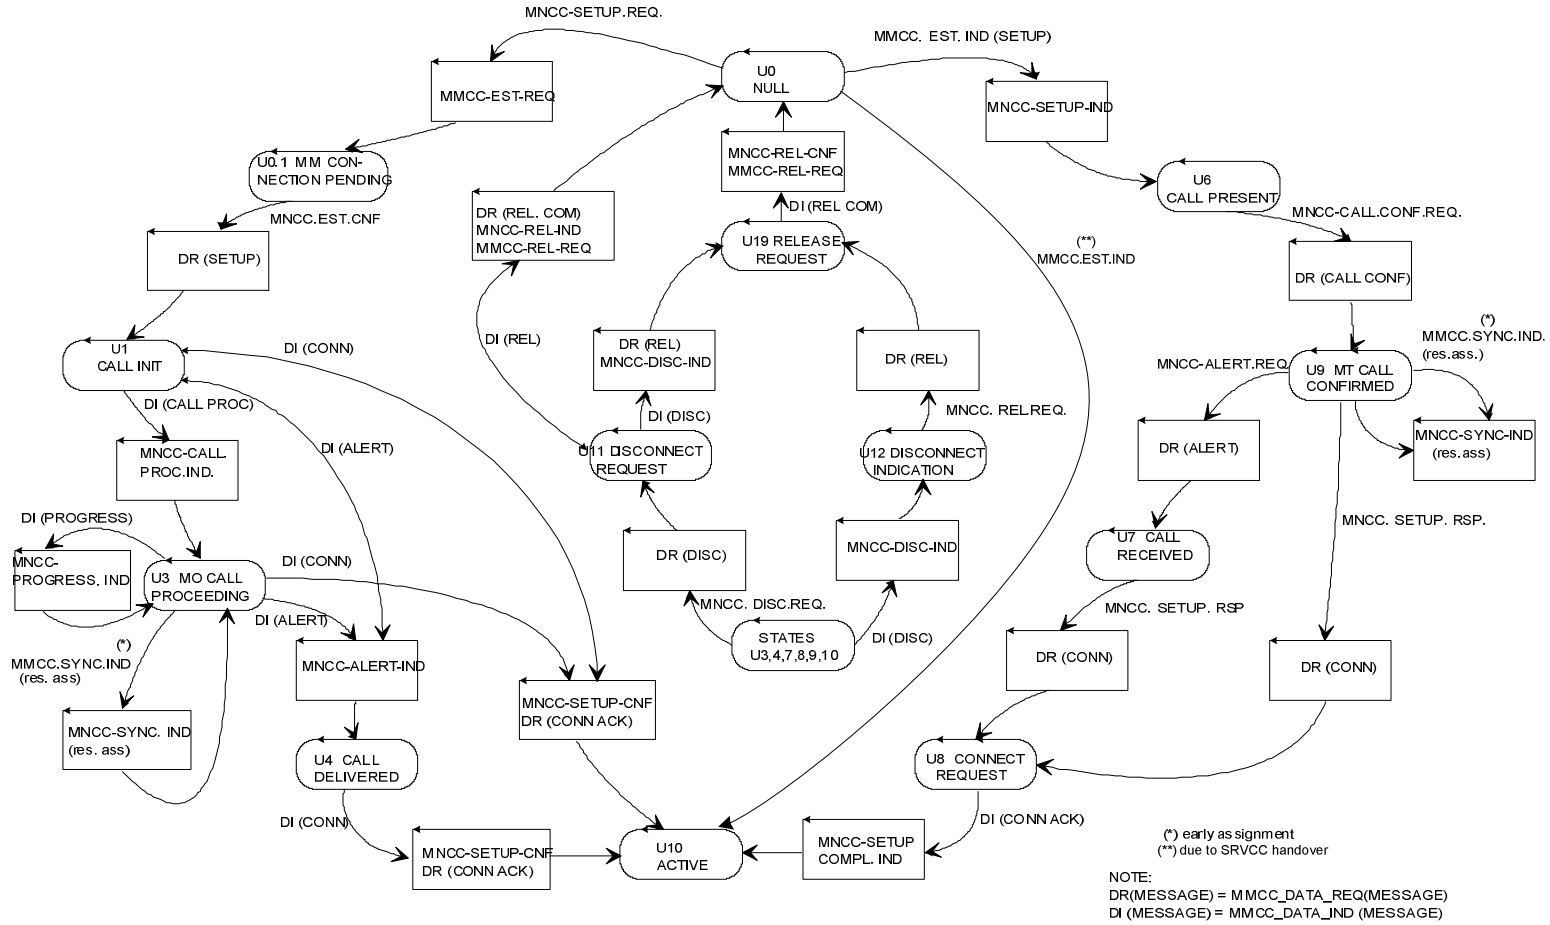 MNCC-SETUP.REQ.
MMCC. EST. IND (SETUP)
U0
NULL
MMCC-EST-REQ
MNCC-SETUP-IND
MNCC-REL-CNF
MMCC-REL-REQ
U0.1 MM CON-
NECTION PENDING
U6
CALL PRESENT
MNCC.EST.CNF
DR (REL. COM)
MNCC-REL-IND
MMCC-REL-REQ
DI (REL COM)
MNCC-CALL.CONF.REQ.
DR (SETUP)
U19 RELEASE
REQUEST
(**)
MMCC.EST.IND
DR (CALL CONF)
U1
CALL INIT
DI (CONN)
DI (REL)
DR (REL)
MNCC-DISC-IND
DR (REL)
(*)
MMCC.SYNC.IND.
(res.ass.)
MNCC-ALERT.REQ.
U9 MT CALL
CONFIRMED
DI (CALL PROC)
DI (DISC)
MNCC. REL.REQ.
MNCC-CALL.
PROC.IND.
DI (ALERT)
U11 DISCONNECT
REQUEST
U12 DISCONNECT
INDICATION
DR (ALERT)
MNCC-SYNC-IND
(res.ass)
DI (PROGRESS)
MNCC. SETUP. RSP.
MNCC-
PROGRESS, IND
U3 MO CALL
PROCEEDING
DI (CONN)
DR (DISC)
MNCC-DISC-IND
U7 CALL
RECEIVED
DI (ALERT)
MNCC. DISC.REQ.
MNCC. SETUP. RSP
(*)
MMCC.SYNC.IND
(res. ass)
MNCC-ALERT-IND
STATES
U3,4,7,8,9,10
DI (DISC)
DR (CONN)
DR (CONN)
MNCC-SYNC. IND
(res. ass)
MNCC-SETUP-CNF
DR (CONN ACK)
U4 CALL
DELIVERED
U8 CONNECT
REQUEST
DI (CONN)
DI (CONN ACK)
MNCC-SETUP-CNF
DR (CONN ACK)
U10
ACTIVE
MNCC-SETUP
COMPL. IND
(*) early assignment
(**) due to SRVCC handover
NOTE:
DR(MESSAGE) = MMCC_DATA_REQ(MESSAGE)
DI (MESSAGE) = MMCC_DATA_IND (MESSAGE)